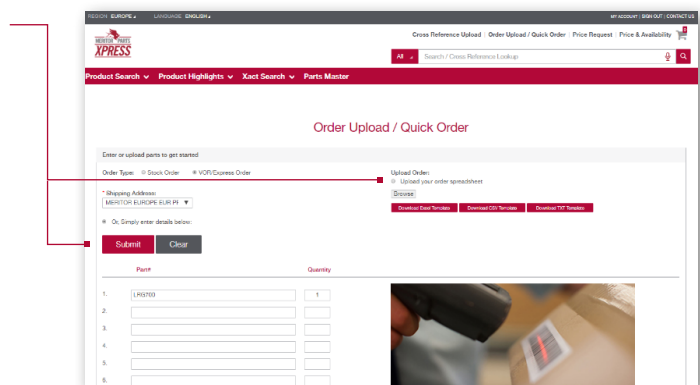 REGION EUROPE LANGUAGE ENGLISH MY ACCOUNT | SIGN OUT | CONTACT US
MERITOR PARTS
XPRESS
Cross Reference Upload | Order Upload / Quick Order | Price Request | Price & Availability
All Search / Cross Reference Lookup
Product Search Product Highlights Xact Search Parts Master
Order Upload / Quick Order
Enter or upload parts to get started
Order Type: Stock Order VOR/Express Order
Upload Order:
Upload your order spreadsheet
Browse
Download Excel Template Download CSV Template Download TXT Template
* Shipping Address:
MERITOR EUROPE EUR PI
Or, Simply enter details below:
Submit Clear
Part# Quantity
1. LRG703 1
2.
3.
4.
5.
6.